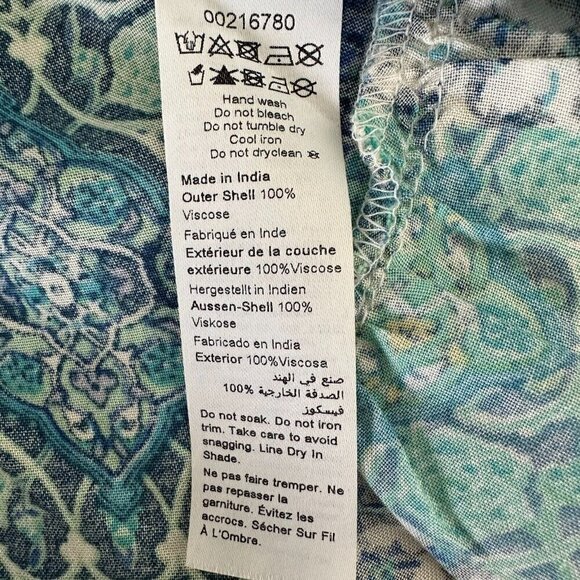 00216780
Hand wash
Do not bleach
Do not tumble dry
Cool iron
Do not dryclean
Made in India
Outer Shell 100%
Viscose
Fabriqué en Inde
Extérieur de la couche
extérieure 100%Viscose
Hergestellt in Indien
Aussen-Shell 100%
Viskose
Fabricado en India
Exterior 100%Viscosa
صنع في الهند
الصدفة الخارجية 100%
فيسكوز
Do not soak. Do not iron
trim. Take care to avoid
snagging. Line Dry In
Shade.
Ne pas faire tremper. Ne
pas repasser la
garniture. Évitez les
accrocs. Sécher Sur Fil
À L'Ombre.